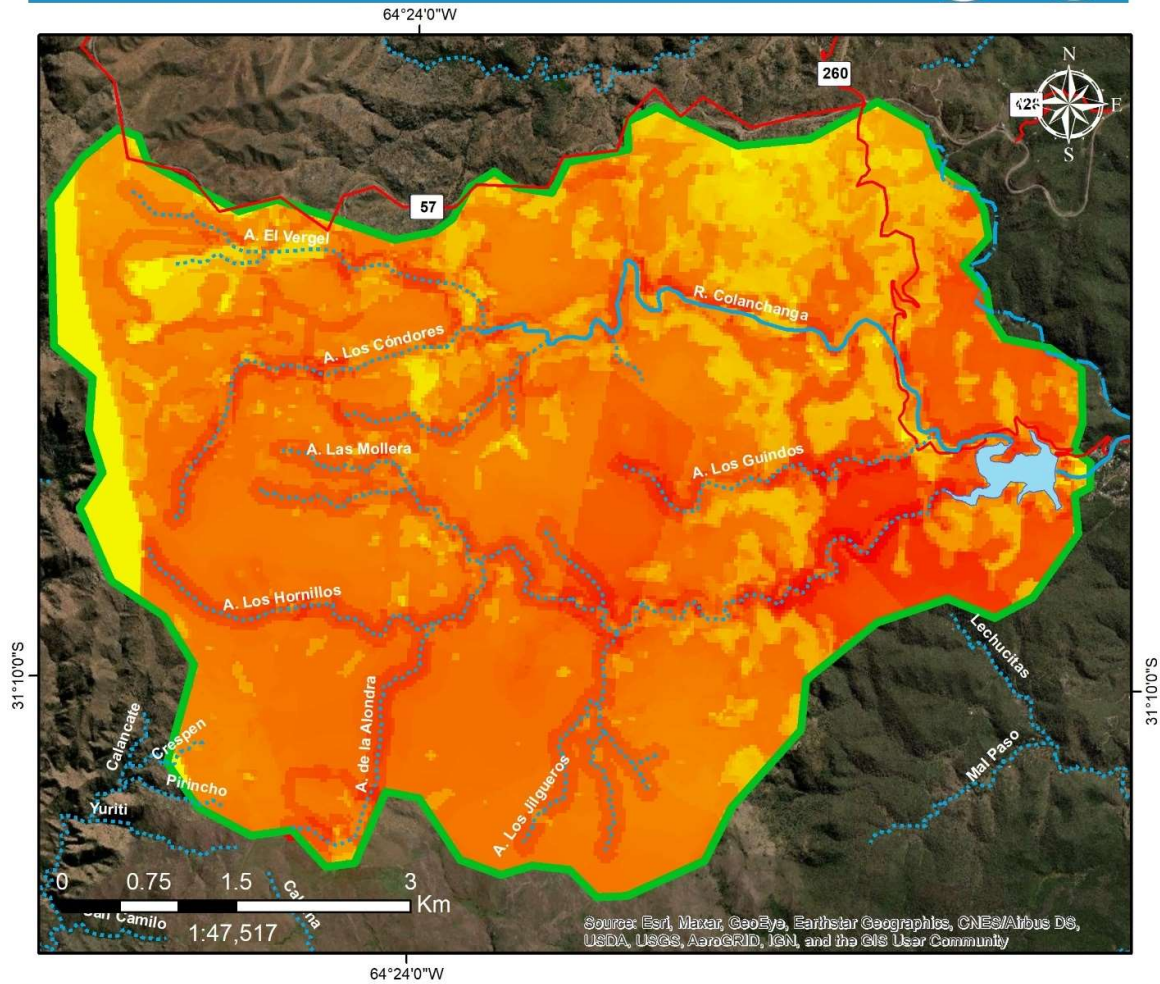 64°24'0"W
N
E
S
260
428
57
A. El Vergel
R. Colanchanga
A. Los Cóndores
A. Las Mollera
A. Los Guindos
A. Los Hornillos
31°10'0"S
31°10'0"S
Lechucitas
A. de la Alondra
Calancate
Crespen
Mal Paso
Pirincho
A. Los Jilgueros
Yuriti
0 0.75 1.5 3
Km
San Camilo
1:47,517
Source: Esri, Maxar, GeoEye, Earthstar Geographics, CNES/Airbus DS,
USDA, USGS, AeroGRID, IGN, and the GIS User Community
64°24'0"W